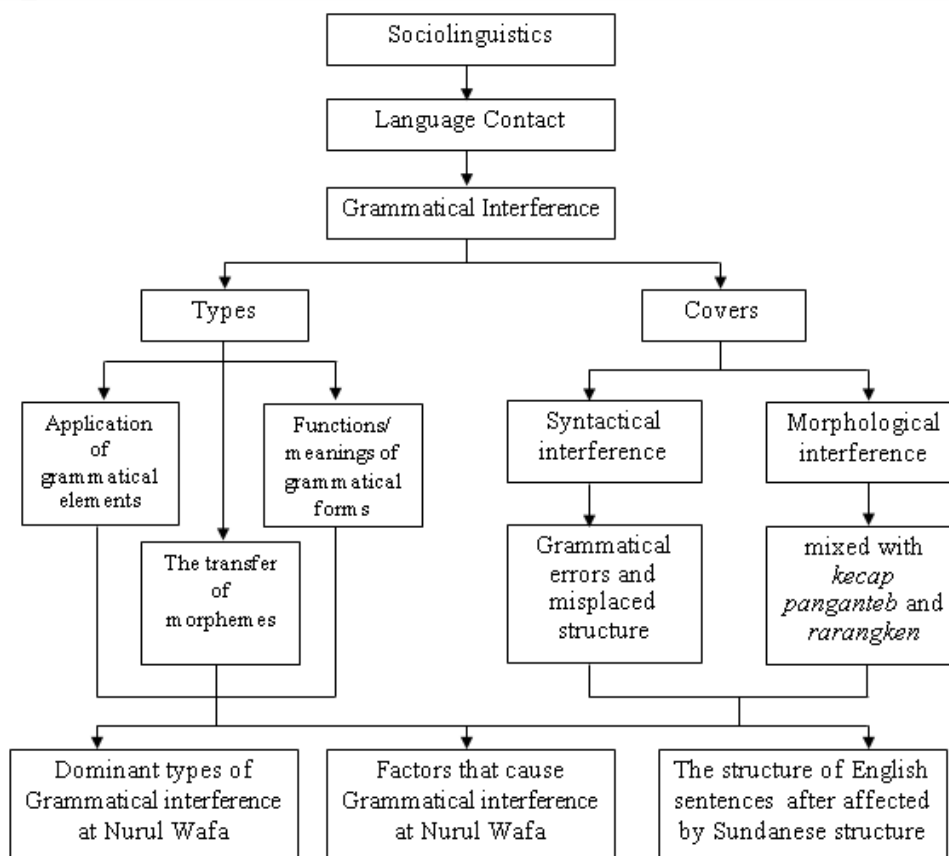 Sociolinguistics
Language Contact
Grammatical Interference
Types
Covers
Application
of
grammatical
elements
Functions/
meanings of
grammatical
forms
Syntactical
interference
Morphological
interference
The transfer
of
morphemes
Grammatical
errors and
misplaced
structure
mixed with
kecap
panganteb and
rarangken
Dominant types of
Grammatical interference
at Nurul Wafa
Factors that cause
Grammatical interference
at Nurul Wafa
The structure of English
sentences after affected
by Sundanese structure